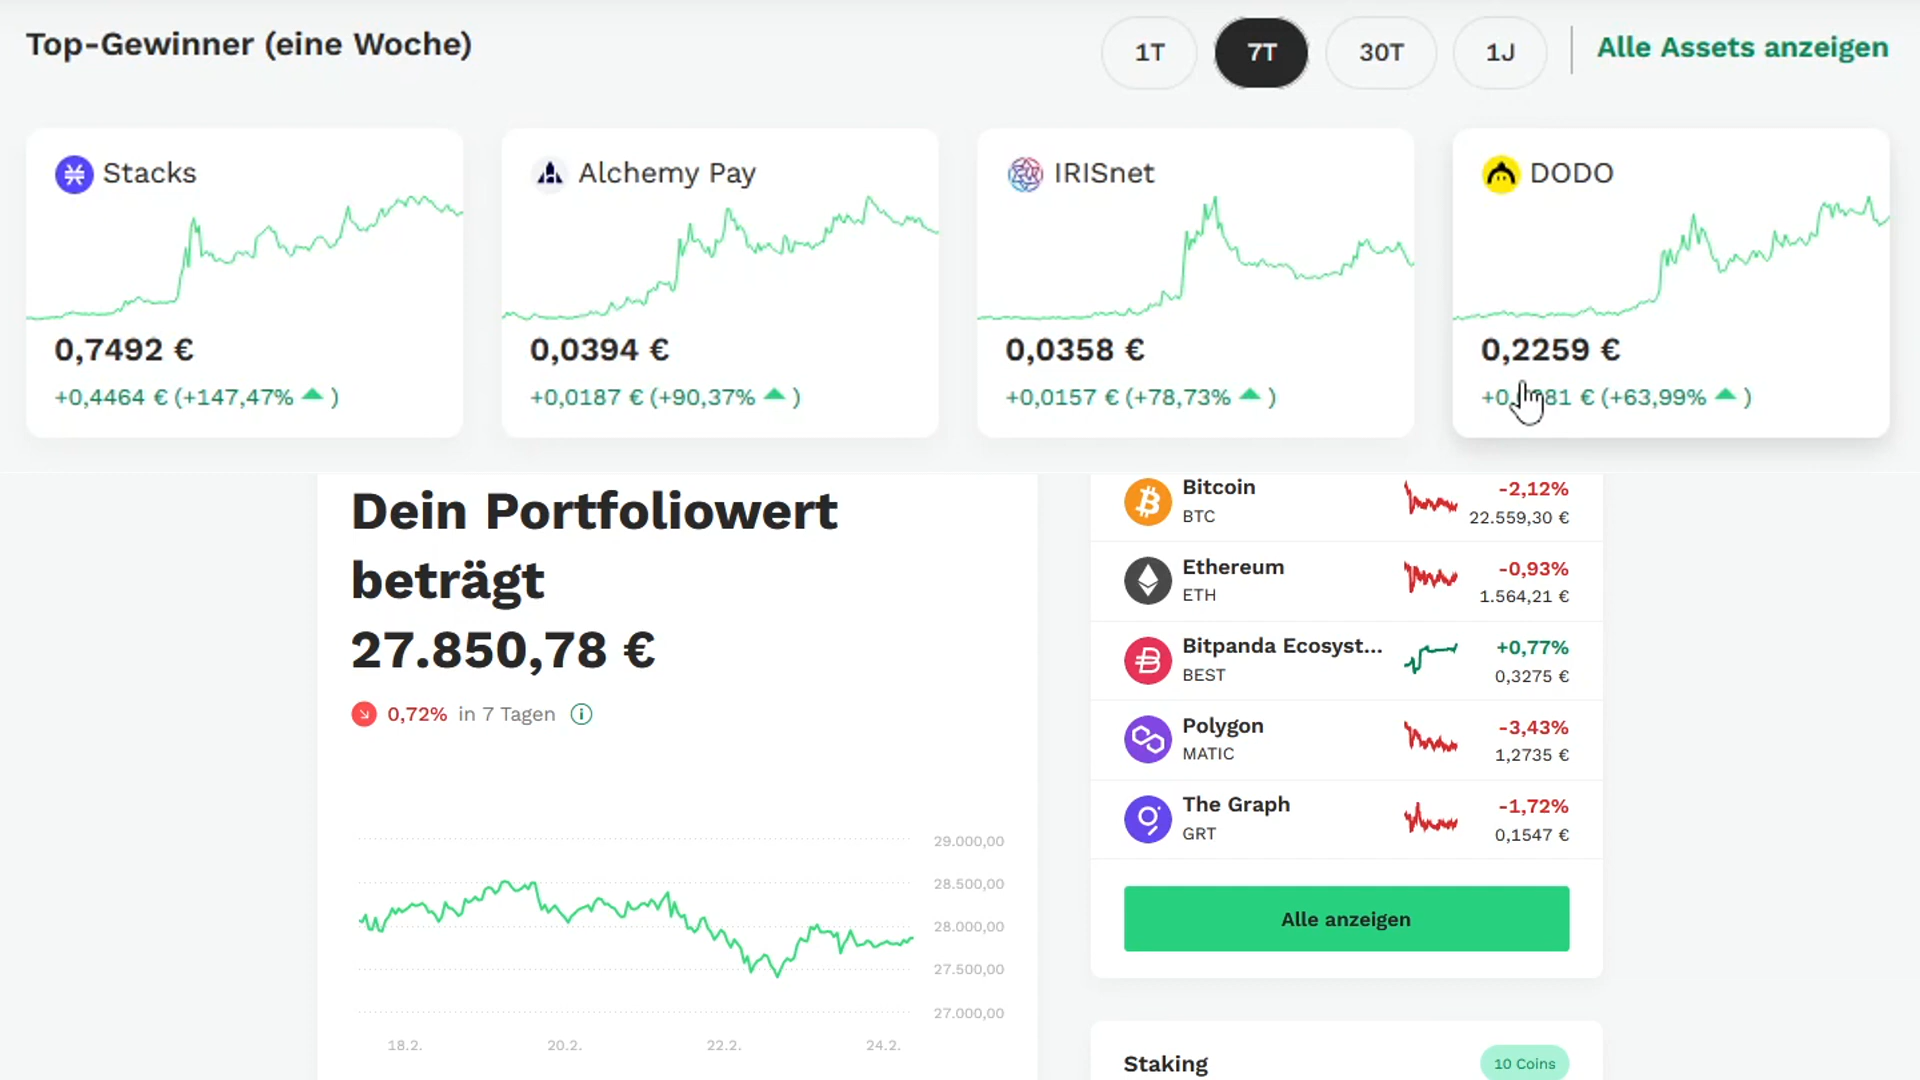 Top-Gewinner (eine Woche)
1T
7T
30T
1J
Alle Assets anzeigen
Stacks
0,7492 €
+0,4464 € (+147,47% )
Alchemy Pay
0,0394 €
+0,0187 € (+90,37% )
IRISnet
0,0358 €
+0,0157 € (+78,73% )
DODO
0,2259 €
€ (+63,99% )
Dein Portfoliowert
beträgt
27.850,78 €
0,72% in 7 Tagen
29.000,00
28.500,00
28.000,00
27.500,00
27.000,00
18.2.
20.2.
22.2.
24.2.
Bitcoin
BTC
-2,12%
22.559,30 €
Ethereum
ETH
-0,93%
1.564,21 €
Bitpanda Ecosyst...
BEST
+0,77%
0,3275 €
Polygon
MATIC
-3,43%
1,2735 €
The Graph
GRT
-1,72%
0,1547 €
Alle anzeigen
Staking
10 Coins